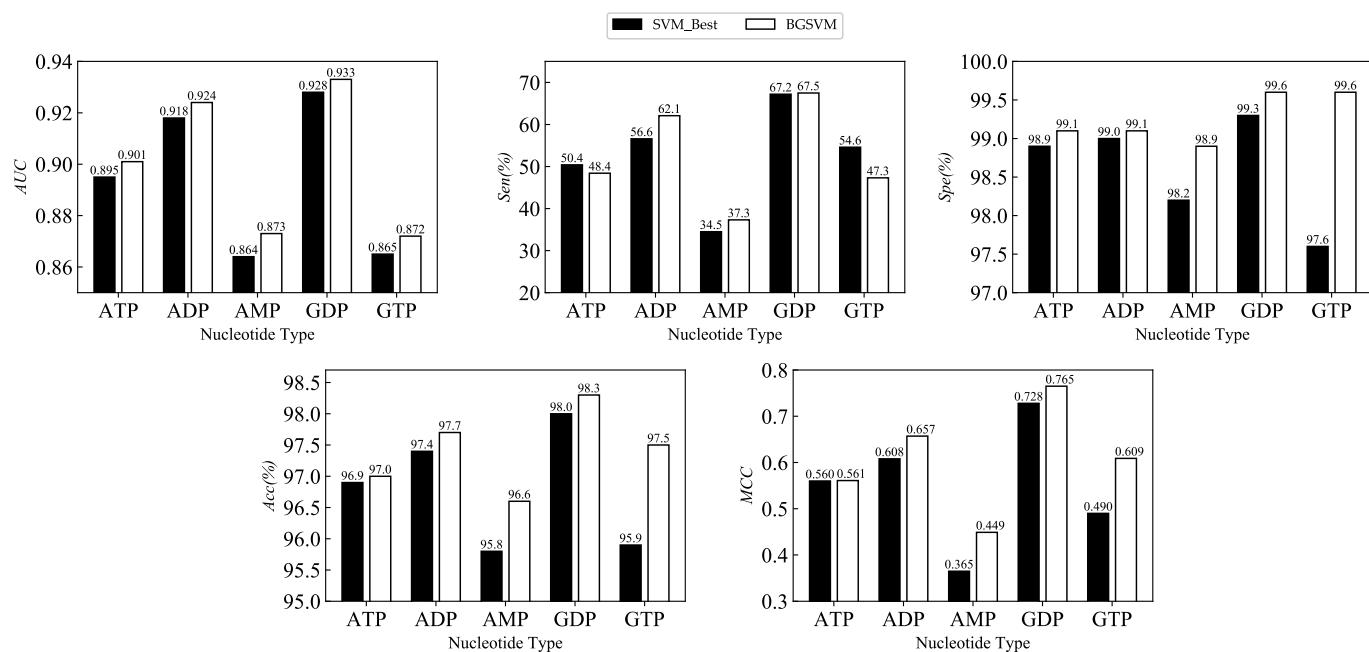 SVM_Best BGSVM
0.94
0.92
0.90
0.88
0.86
AUC
0.895 0.901 0.918 0.924 0.864 0.873 0.928 0.933 0.865 0.872
ATP ADP AMP GDP GTP
Nucleotide Type
70
60
50
40
30
20
Sen(%)
50.4 48.4 56.6 62.1 34.5 37.3 67.2 67.5 54.6 47.3
ATP ADP AMP GDP GTP
Nucleotide Type
100.0
99.5
99.0
98.5
98.0
97.5
97.0
Spe(%)
98.9 99.1 99.0 99.1 98.2 98.9 99.3 99.6 97.6 99.6
ATP ADP AMP GDP GTP
Nucleotide Type
98.5
98.0
97.5
97.0
96.5
96.0
95.5
95.0
Acc(%)
96.9 97.0 97.4 97.7 95.8 96.6 98.0 98.3 95.9 97.5
ATP ADP AMP GDP GTP
Nucleotide Type
0.8
0.7
0.6
0.5
0.4
0.3
MCC
0.560 0.561 0.608 0.657 0.365 0.449 0.728 0.765 0.490 0.609
ATP ADP AMP GDP GTP
Nucleotide Type